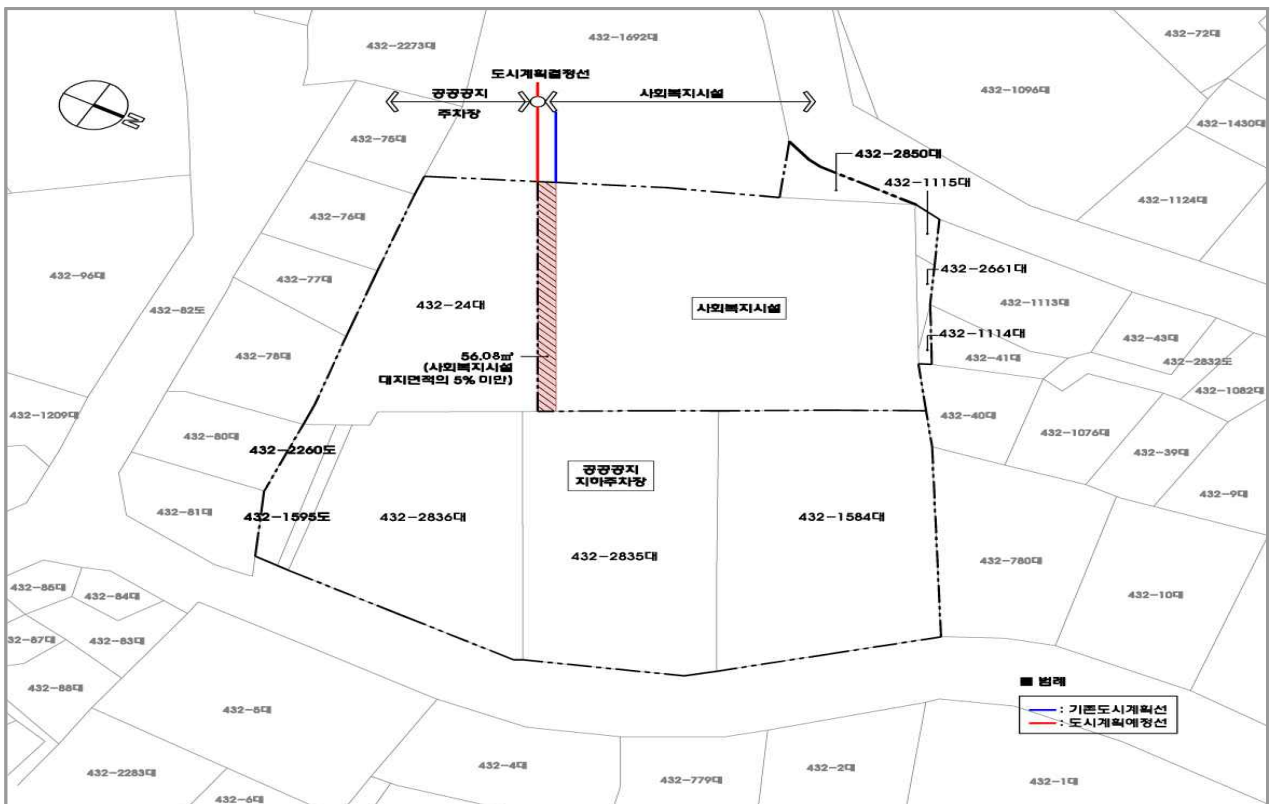 432-2273대
432-1692대
432-72대
도시계획결정선
공공공지
주차장
사회복지시설
432-1096대
432-1430대
N
432-75대
432-2850대
432-1115대
432-1124대
432-76대
432-96대
432-77대
432-2661대
432-24대
사회복지시설
432-1113대
432-82도
432-1114대
432-43대
432-78대
56.08㎡
(사회복지시설
대지면적의 5% 미만)
432-41대
432-2832도
432-1082대
432-1209대
432-40대
432-80대
432-1076대
432-2260도
432-39대
공공공지
지하주차장
432-9대
432-81대
432-1595도
432-2836대
432-1584대
432-2835대
432-780대
432-85대
432-84대
432-10대
32-87대
432-83대
432-88대
■ 범례
: 기존도시계획선
: 도시계획예정선
432-5대
432-4대
432-2283대
432-779대
432-2대
432-1대
432-6대